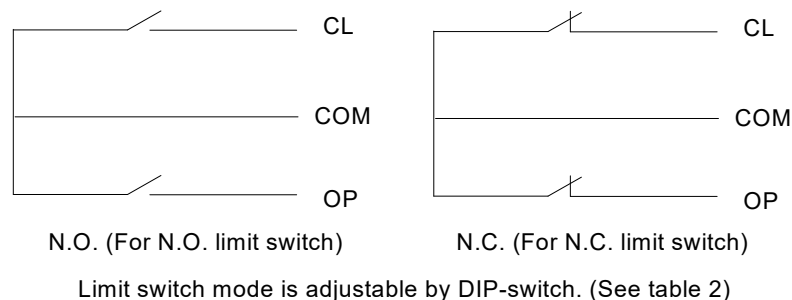 CL CL
COM COM
OP OP
N.O. (For N.O. limit switch) N.C. (For N.C. limit switch)
Limit switch mode is adjustable by DIP-switch. (See table 2)